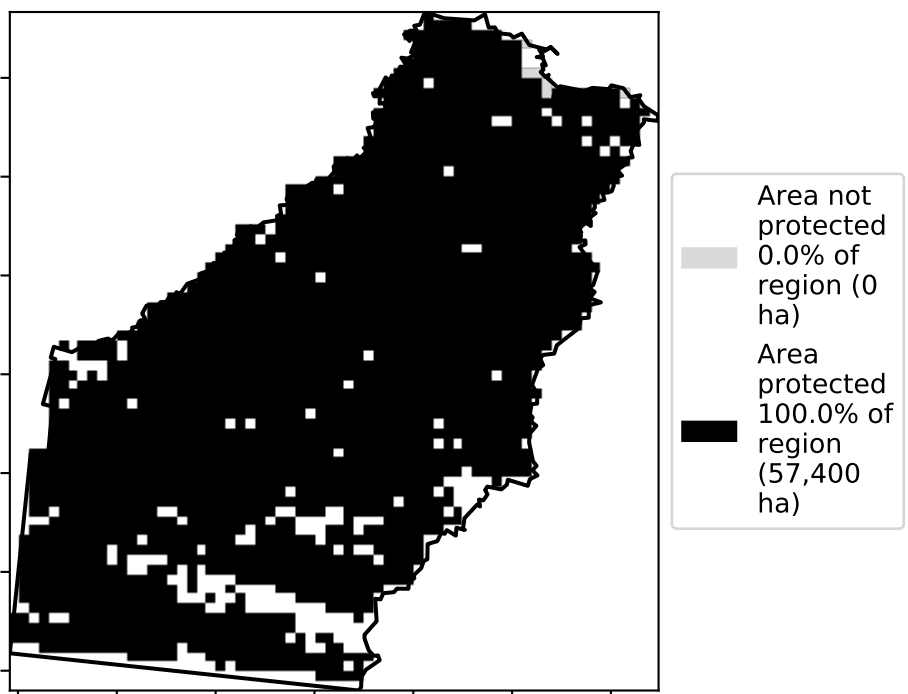 Area not
protected
0.0% of
region (0
ha)
Area
protected
100.0% of
region
(57,400
ha)